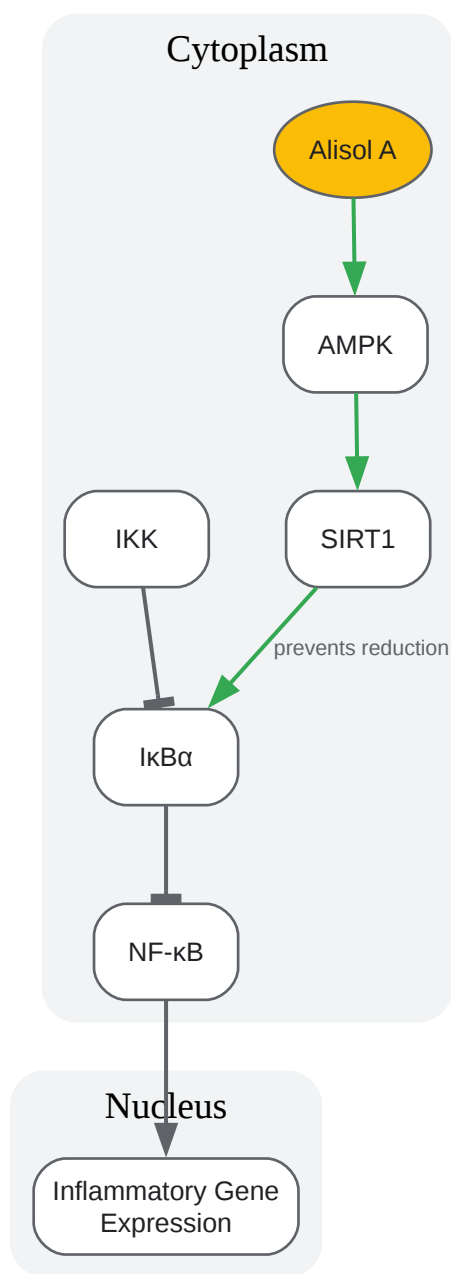 Cytoplasm
Alisol A
AMPK
IKK
SIRT1
prevents reduction
IκBα
NF-κB
Nucleus
Inflammatory Gene
Expression